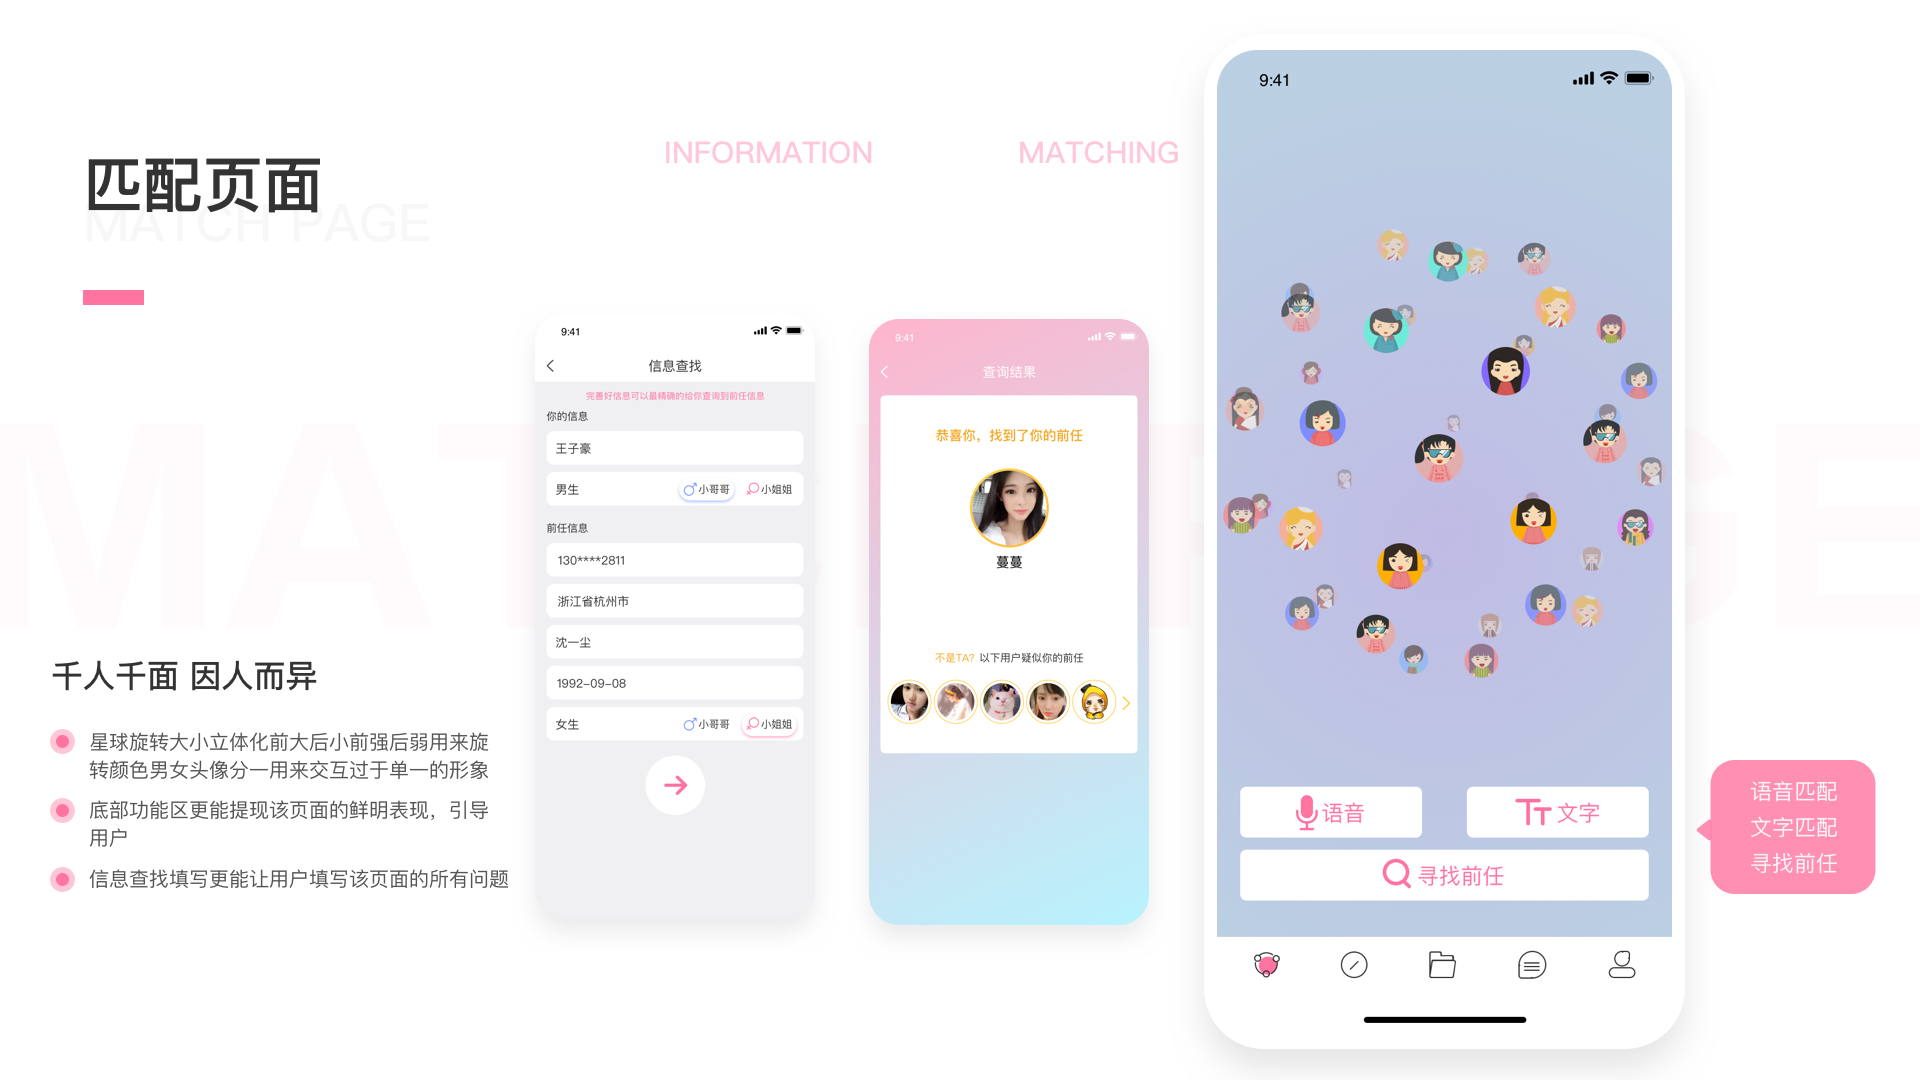 匹配页面
MATCH PAGE
INFORMATION
MATCHING
MATCH PAGE
千人千面 因人而异
星球旋转大小立体化前大后小前强后弱用来旋
转颜色男女头像分一用来交互过于单一的形象
底部功能区更能提现该页面的鲜明表现，引导
用户
信息查找填写更能让用户填写该页面的所有问题
9:41
信息查找
完善好信息可以最精确的给你查询到前任信息
你的信息
王子豪
男生 小哥哥 小姐姐
前任信息
130****2811
浙江省杭州市
沈一尘
1992-09-08
女生 小哥哥 小姐姐
9:41
查询结果
恭喜你，找到了你的前任
蔓蔓
不是TA? 以下用户疑似你的前任
9:41
语音
文字
寻找前任
语音匹配
文字匹配
寻找前任